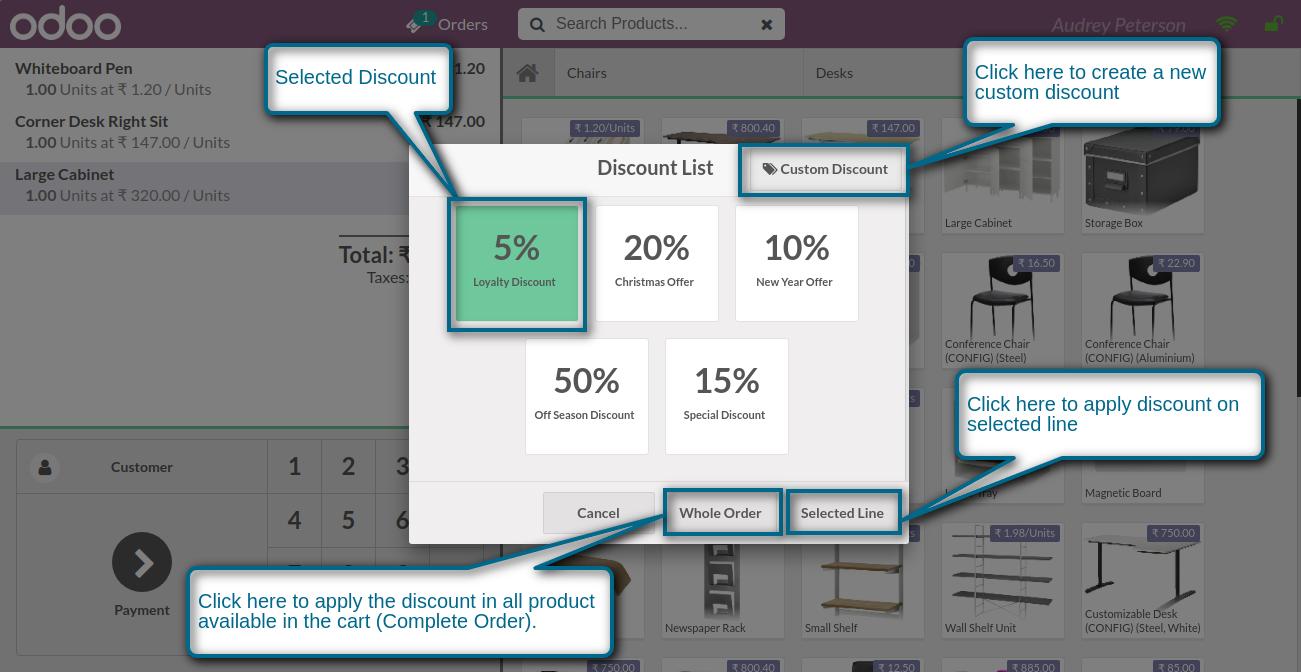 odoo
1
Orders
Search Products...
Audrey Peterson
Whiteboard Pen
1.20
1.00 Units at ₹ 1.20 / Units
Corner Desk Right Sit
₹ 147.00
1.00 Units at ₹ 147.00 / Units
Large Cabinet
1.00 Units at ₹ 320.00 / Units
Total: ₹
Taxes:
Selected Discount
Chairs
Desks
Click here to create a new
custom discount
₹ 1.20/Units
₹ 800.40
₹ 147.00
Large Cabinet
Storage Box
Discount List
Custom Discount
5%
Loyalty Discount
20%
Christmas Offer
10%
New Year Offer
50%
Off Season Discount
15%
Special Discount
₹ 16.50
₹ 22.90
Conference Chair
(CONFIG) (Steel)
Conference Chair
(CONFIG) (Aluminium)
Click here to apply discount on
selected line
Magnetic Board
Customer
1
2
3
4
5
6
Payment
Cancel
Whole Order
Selected Line
Click here to apply the discount in all product
available in the cart (Complete Order).
₹ 1.98/Units
₹ 750.00
Newspaper Rack
Small Shelf
Wall Shelf Unit
Customizable Desk
(CONFIG) (Steel, White)
₹ 750.00
₹ 800.40
₹ 12.50
₹ 885.00
₹ 85.00